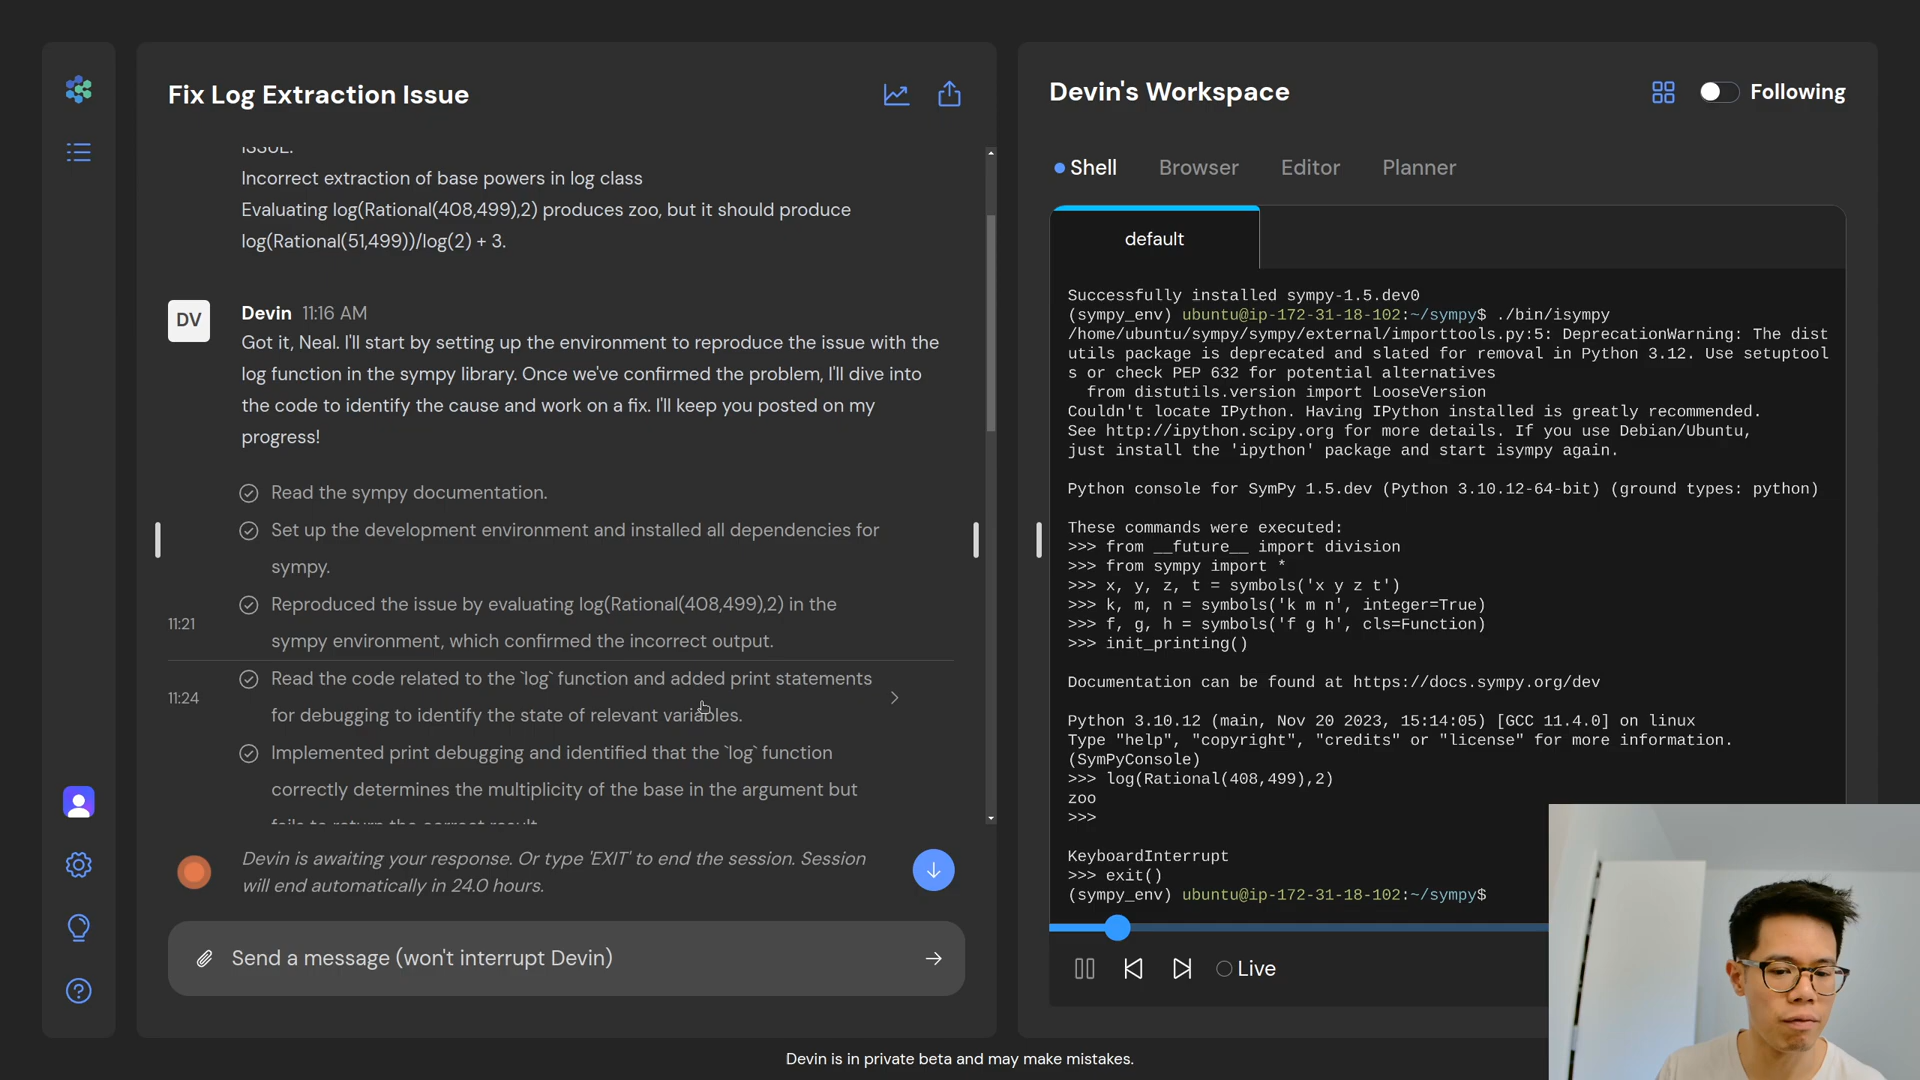 Fix Log Extraction Issue
ISSUE:
Incorrect extraction of base powers in log class
Evaluating log(Rational(408,499),2) produces zoo, but it should produce
log(Rational(51,499))/log(2) + 3.
DV
Devin 11:16 AM
Got it, Neal. I'll start by setting up the environment to reproduce the issue with the
log function in the sympy library. Once we've confirmed the problem, I'll dive into
the code to identify the cause and work on a fix. I'll keep you posted on my
progress!
Read the sympy documentation.
Set up the development environment and installed all dependencies for
sympy.
11:21
Reproduced the issue by evaluating log(Rational(408,499),2) in the
sympy environment, which confirmed the incorrect output.
11:24
Read the code related to the `log` function and added print statements
for debugging to identify the state of relevant variables.
Implemented print debugging and identified that the `log` function
correctly determines the multiplicity of the base in the argument but
fails to return the correct result.
Devin is awaiting your response. Or type 'EXIT' to end the session. Session
will end automatically in 24.0 hours.
Send a message (won't interrupt Devin)
Devin's Workspace
Following
Shell Browser Editor Planner
default
Successfully installed sympy-1.5.dev0
(sympy_env) ubuntu@ip-172-31-18-102:~/sympy$ ./bin/isympy
/home/ubuntu/sympy/sympy/external/importtools.py:5: DeprecationWarning: The dist
utils package is deprecated and slated for removal in Python 3.12. Use setuptool
s or check PEP 632 for potential alternatives
from distutils.version import LooseVersion
Couldn't locate IPython. Having IPython installed is greatly recommended.
See http://ipython.scipy.org for more details. If you use Debian/Ubuntu,
just install the 'ipython' package and start isympy again.
Python console for SymPy 1.5.dev (Python 3.10.12-64-bit) (ground types: python)
These commands were executed:
>>> from __future__ import division
>>> from sympy import *
>>> x, y, z, t = symbols('x y z t')
>>> k, m, n = symbols('k m n', integer=True)
>>> f, g, h = symbols('f g h', cls=Function)
>>> init_printing()
Documentation can be found at https://docs.sympy.org/dev
Python 3.10.12 (main, Nov 20 2023, 15:14:05) [GCC 11.4.0] on linux
Type "help", "copyright", "credits" or "license" for more information.
(SymPyConsole)
>>> log(Rational(408,499),2)
zoo
>>>
KeyboardInterrupt
>>> exit()
(sympy_env) ubuntu@ip-172-31-18-102:~/sympy$
Live
Devin is in private beta and may make mistakes.